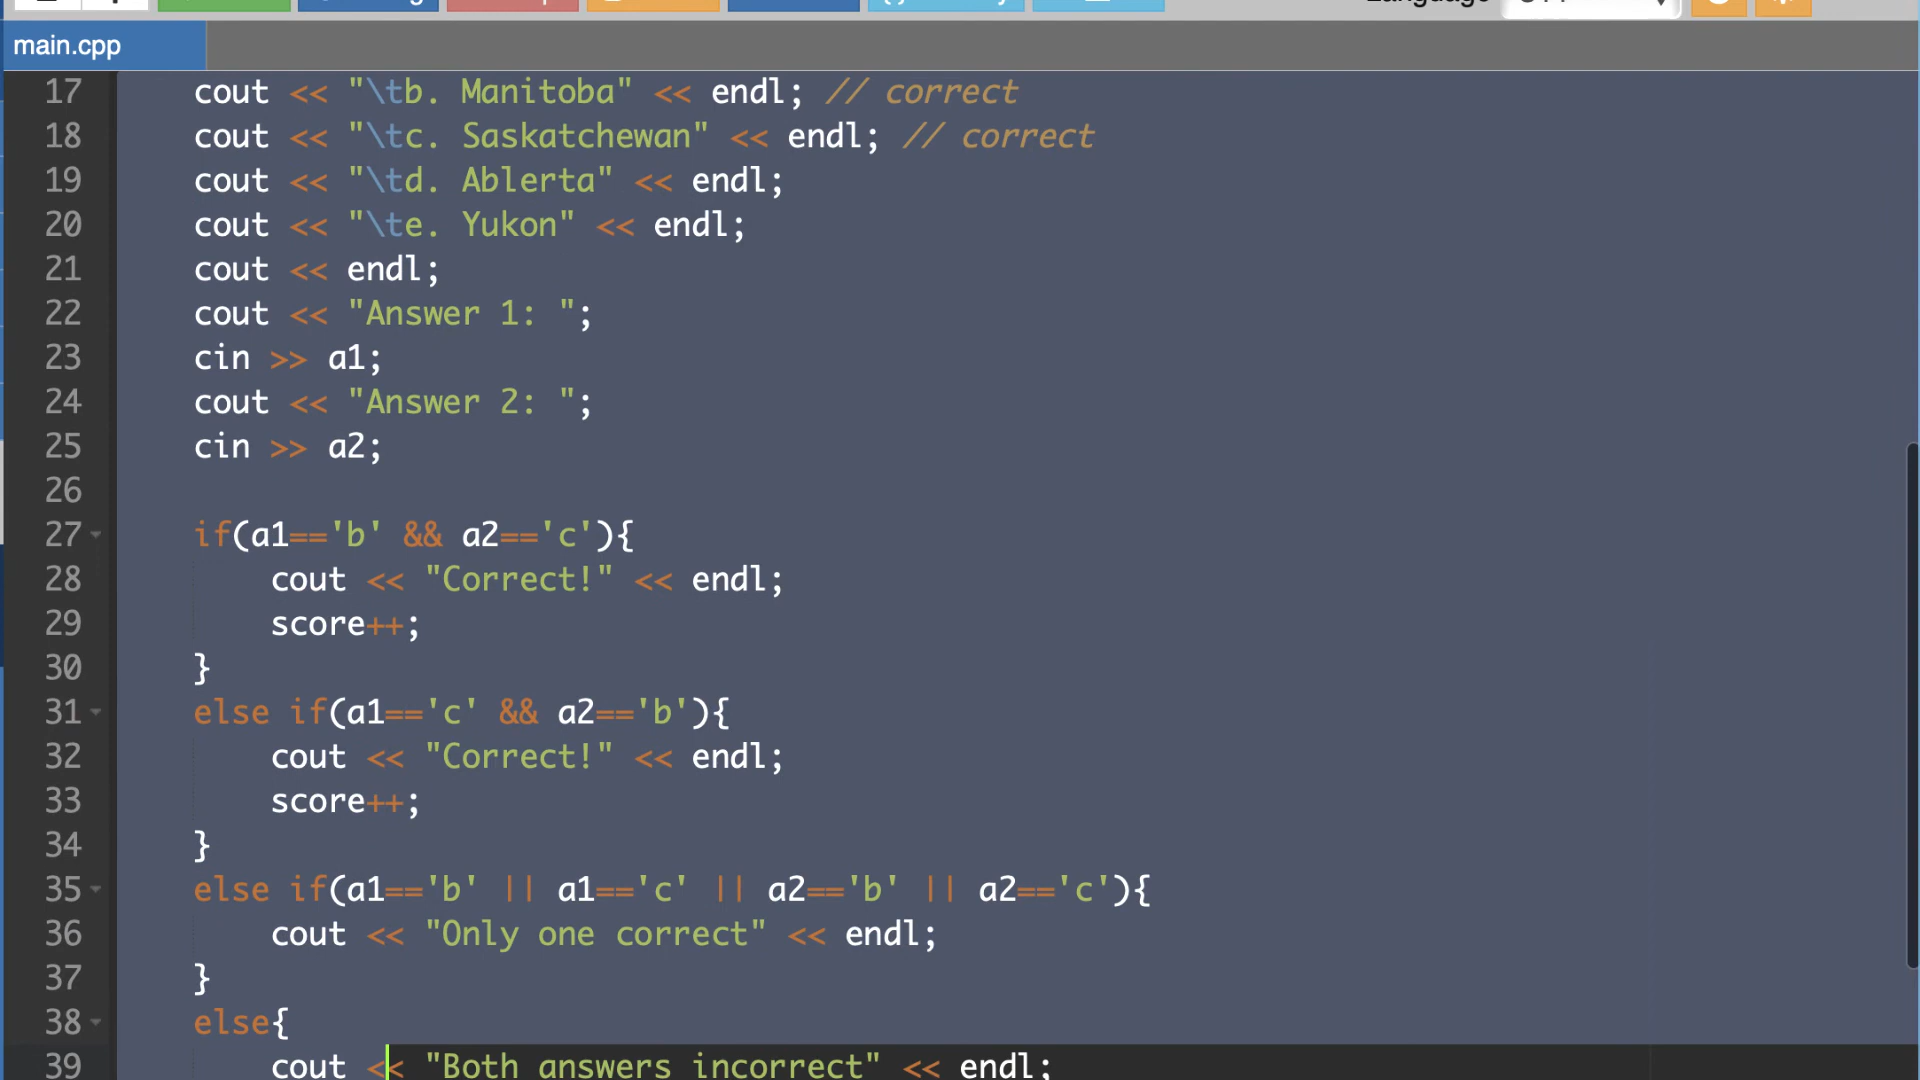 main.cpp
17 cout << "\tb. Manitoba" << endl; // correct
18 cout << "\tc. Saskatchewan" << endl; // correct
19 cout << "\td. Ablerta" << endl;
20 cout << "\te. Yukon" << endl;
21 cout << endl;
22 cout << "Answer 1: ";
23 cin >> a1;
24 cout << "Answer 2: ";
25 cin >> a2;
26
27 if(a1=='b' && a2=='c'){
28 cout << "Correct!" << endl;
29 score++;
30 }
31 else if(a1=='c' && a2=='b'){
32 cout << "Correct!" << endl;
33 score++;
34 }
35 else if(a1=='b' || a1=='c' || a2=='b' || a2=='c'){
36 cout << "Only one correct" << endl;
37 }
38 else{
39 cout << "Both answers incorrect" << endl;